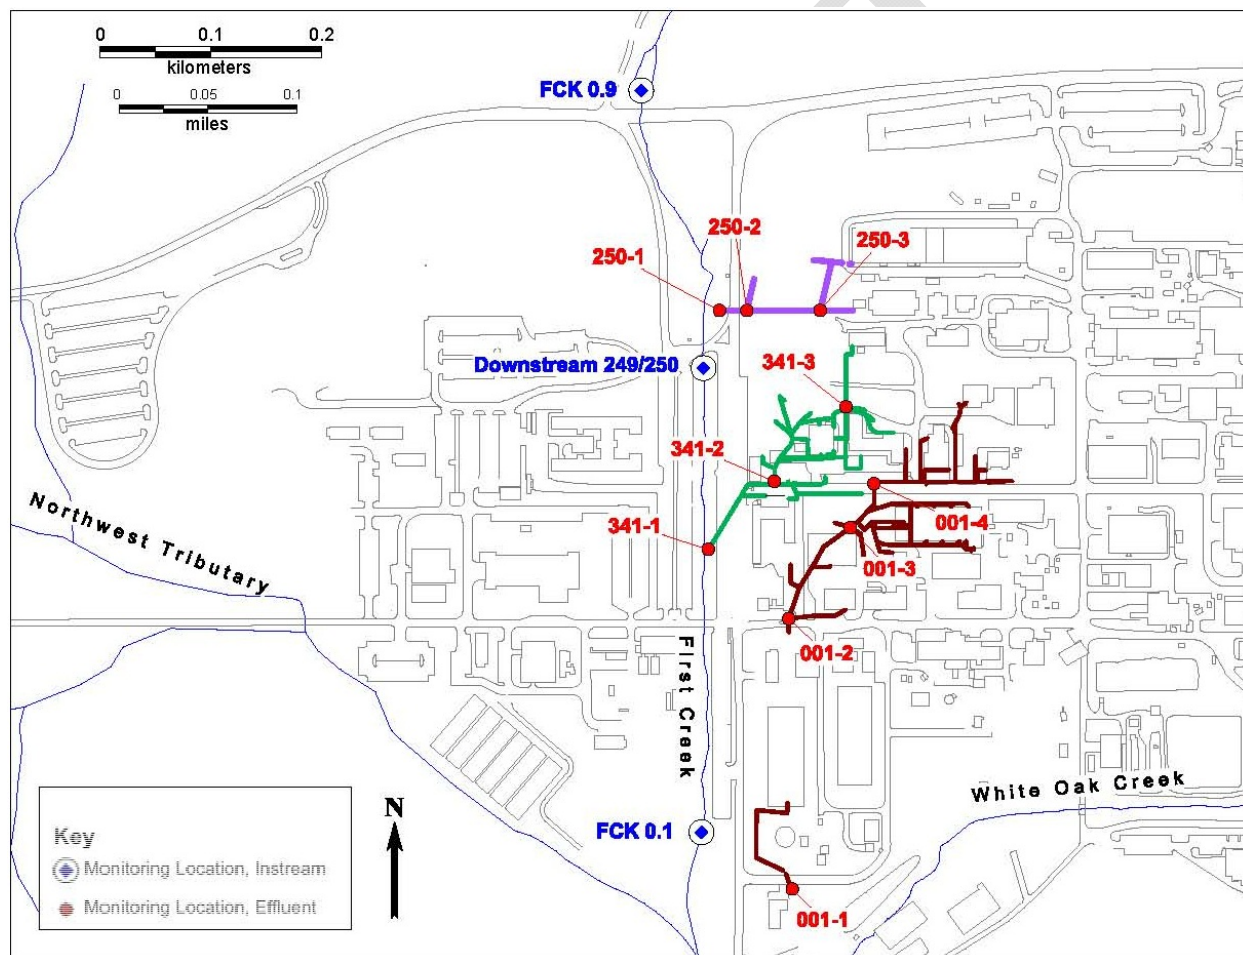 0 0.1 0.2
kilometers
0 0.05 0.1
miles
FCK 0.9
250-2
250-3
250-1
Downstream 249/250
341-3
341-2
341-1
001-4
001-3
001-2
Northwest Tributary
First Creek
White Oak Creek
FCK 0.1
001-1
N
Key
Monitoring Location, Instream
Monitoring Location, Effluent